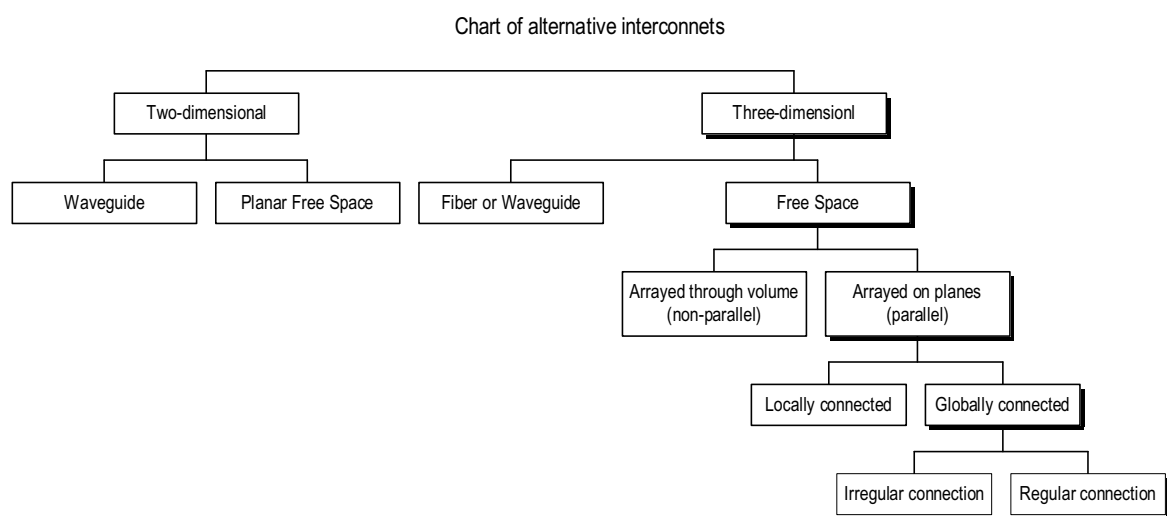 Chart of alternative interconnets
Two-dimensional
Three-dimensionl
Waveguide
Planar Free Space
Fiber or Waveguide
Free Space
Arrayed through volume
(non-parallel)
Arrayed on planes
(parallel)
Locally connected
Globally connected
Irregular connection
Regular connection